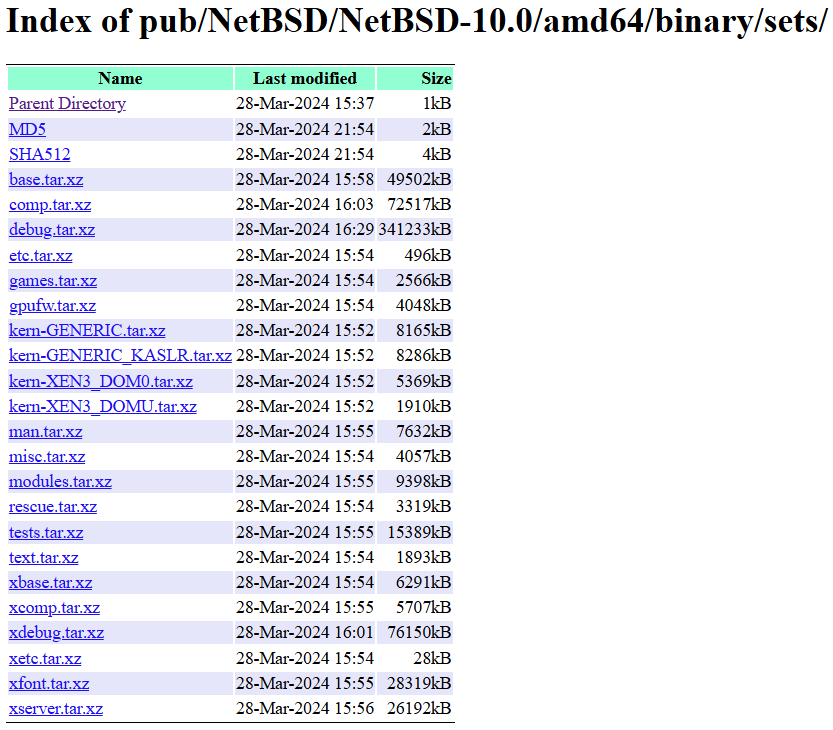 Index of pub/NetBSD/NetBSD-10.0/amd64/binary/sets/
Name Last modified Size
Parent Directory 28-Mar-2024 15:37 1kB
MD5 28-Mar-2024 21:54 2kB
SHA512 28-Mar-2024 21:54 4kB
base.tar.xz 28-Mar-2024 15:58 49502kB
comp.tar.xz 28-Mar-2024 16:03 72517kB
debug.tar.xz 28-Mar-2024 16:29 341233kB
etc.tar.xz 28-Mar-2024 15:54 496kB
games.tar.xz 28-Mar-2024 15:54 2566kB
gpufw.tar.xz 28-Mar-2024 15:54 4048kB
kern-GENERIC.tar.xz 28-Mar-2024 15:52 8165kB
kern-GENERIC_KASLR.tar.xz 28-Mar-2024 15:52 8286kB
kern-XEN3_DOM0.tar.xz 28-Mar-2024 15:52 5369kB
kern-XEN3_DOMU.tar.xz 28-Mar-2024 15:52 1910kB
man.tar.xz 28-Mar-2024 15:55 7632kB
misc.tar.xz 28-Mar-2024 15:54 4057kB
modules.tar.xz 28-Mar-2024 15:55 9398kB
rescue.tar.xz 28-Mar-2024 15:54 3319kB
tests.tar.xz 28-Mar-2024 15:55 15389kB
text.tar.xz 28-Mar-2024 15:54 1893kB
xbase.tar.xz 28-Mar-2024 15:54 6291kB
xcomp.tar.xz 28-Mar-2024 15:55 5707kB
xdebug.tar.xz 28-Mar-2024 16:01 76150kB
xetc.tar.xz 28-Mar-2024 15:54 28kB
xfont.tar.xz 28-Mar-2024 15:55 28319kB
xserver.tar.xz 28-Mar-2024 15:56 26192kB